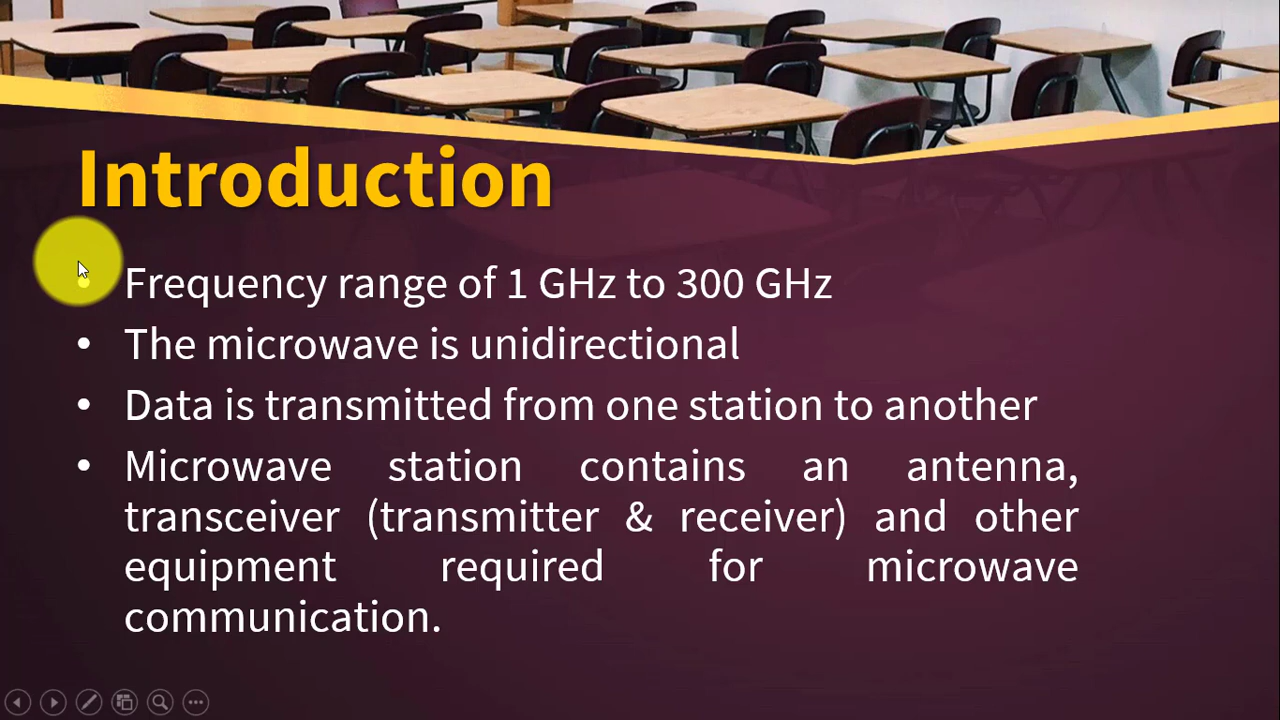 Introduction
• Frequency range of 1 GHz to 300 GHz
• The microwave is unidirectional
• Data is transmitted from one station to another
• Microwave station contains an antenna,
transceiver (transmitter & receiver) and other
equipment required for microwave
communication.